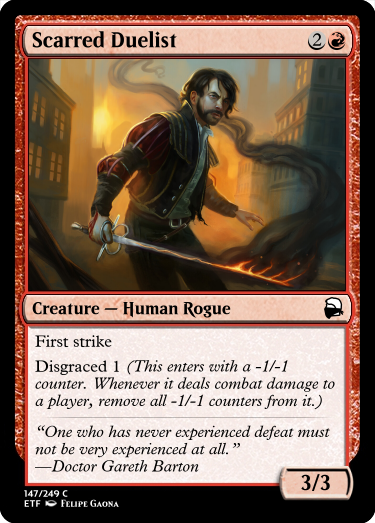 Scarred Duelist 2
Creature — Human Rogue
First strike
Disgraced 1 (This enters with a -1/-1
counter. Whenever it deals combat damage to
a player, remove all -1/-1 counters from it.)
“One who has never experienced defeat must
not be very experienced at all.”
—Doctor Gareth Barton
3/3
147/249 C
ETF Felipe Gaona